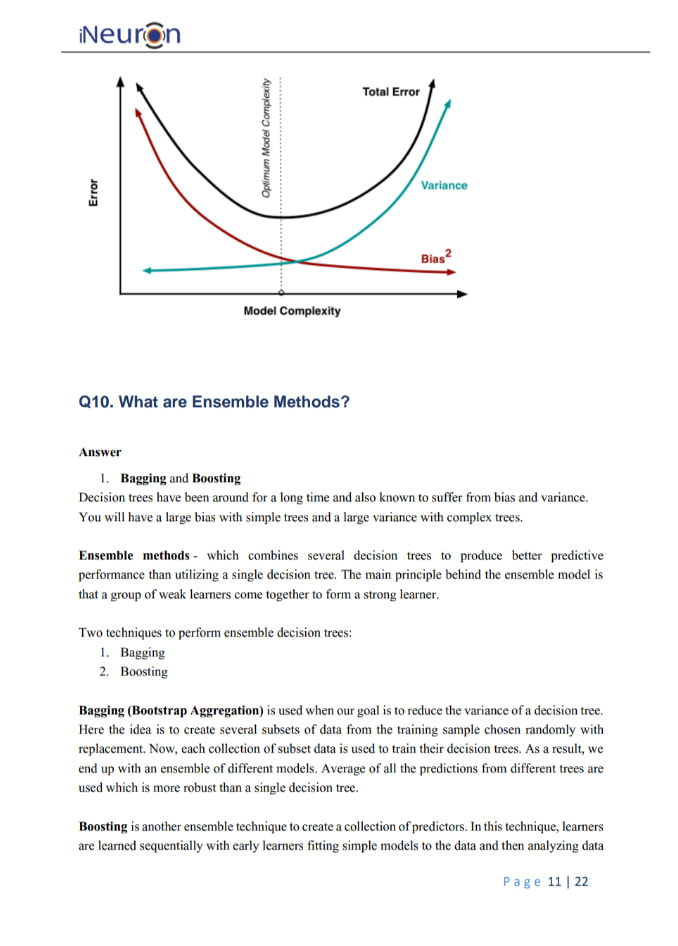 iNeuron
Optimum Model Complexity
Total Error
Error
Variance
Bias2
Model Complexity
Q10. What are Ensemble Methods?
Answer
1. Bagging and Boosting
Decision trees have been around for a long time and also known to suffer from bias and variance.
You will have a large bias with simple trees and a large variance with complex trees.
Ensemble methods - which combines several decision trees to produce better predictive
performance than utilizing a single decision tree. The main principle behind the ensemble model is
that a group of weak learners come together to form a strong learner.
Two techniques to perform ensemble decision trees:
1. Bagging
2. Boosting
Bagging (Bootstrap Aggregation) is used when our goal is to reduce the variance of a decision tree.
Here the idea is to create several subsets of data from the training sample chosen randomly with
replacement. Now, each collection of subset data is used to train their decision trees. As a result, we
end up with an ensemble of different models. Average of all the predictions from different trees are
used which is more robust than a single decision tree.
Boosting is another ensemble technique to create a collection of predictors. In this technique, learners
are learned sequentially with early learners fitting simple models to the data and then analyzing data
Page 11 | 22